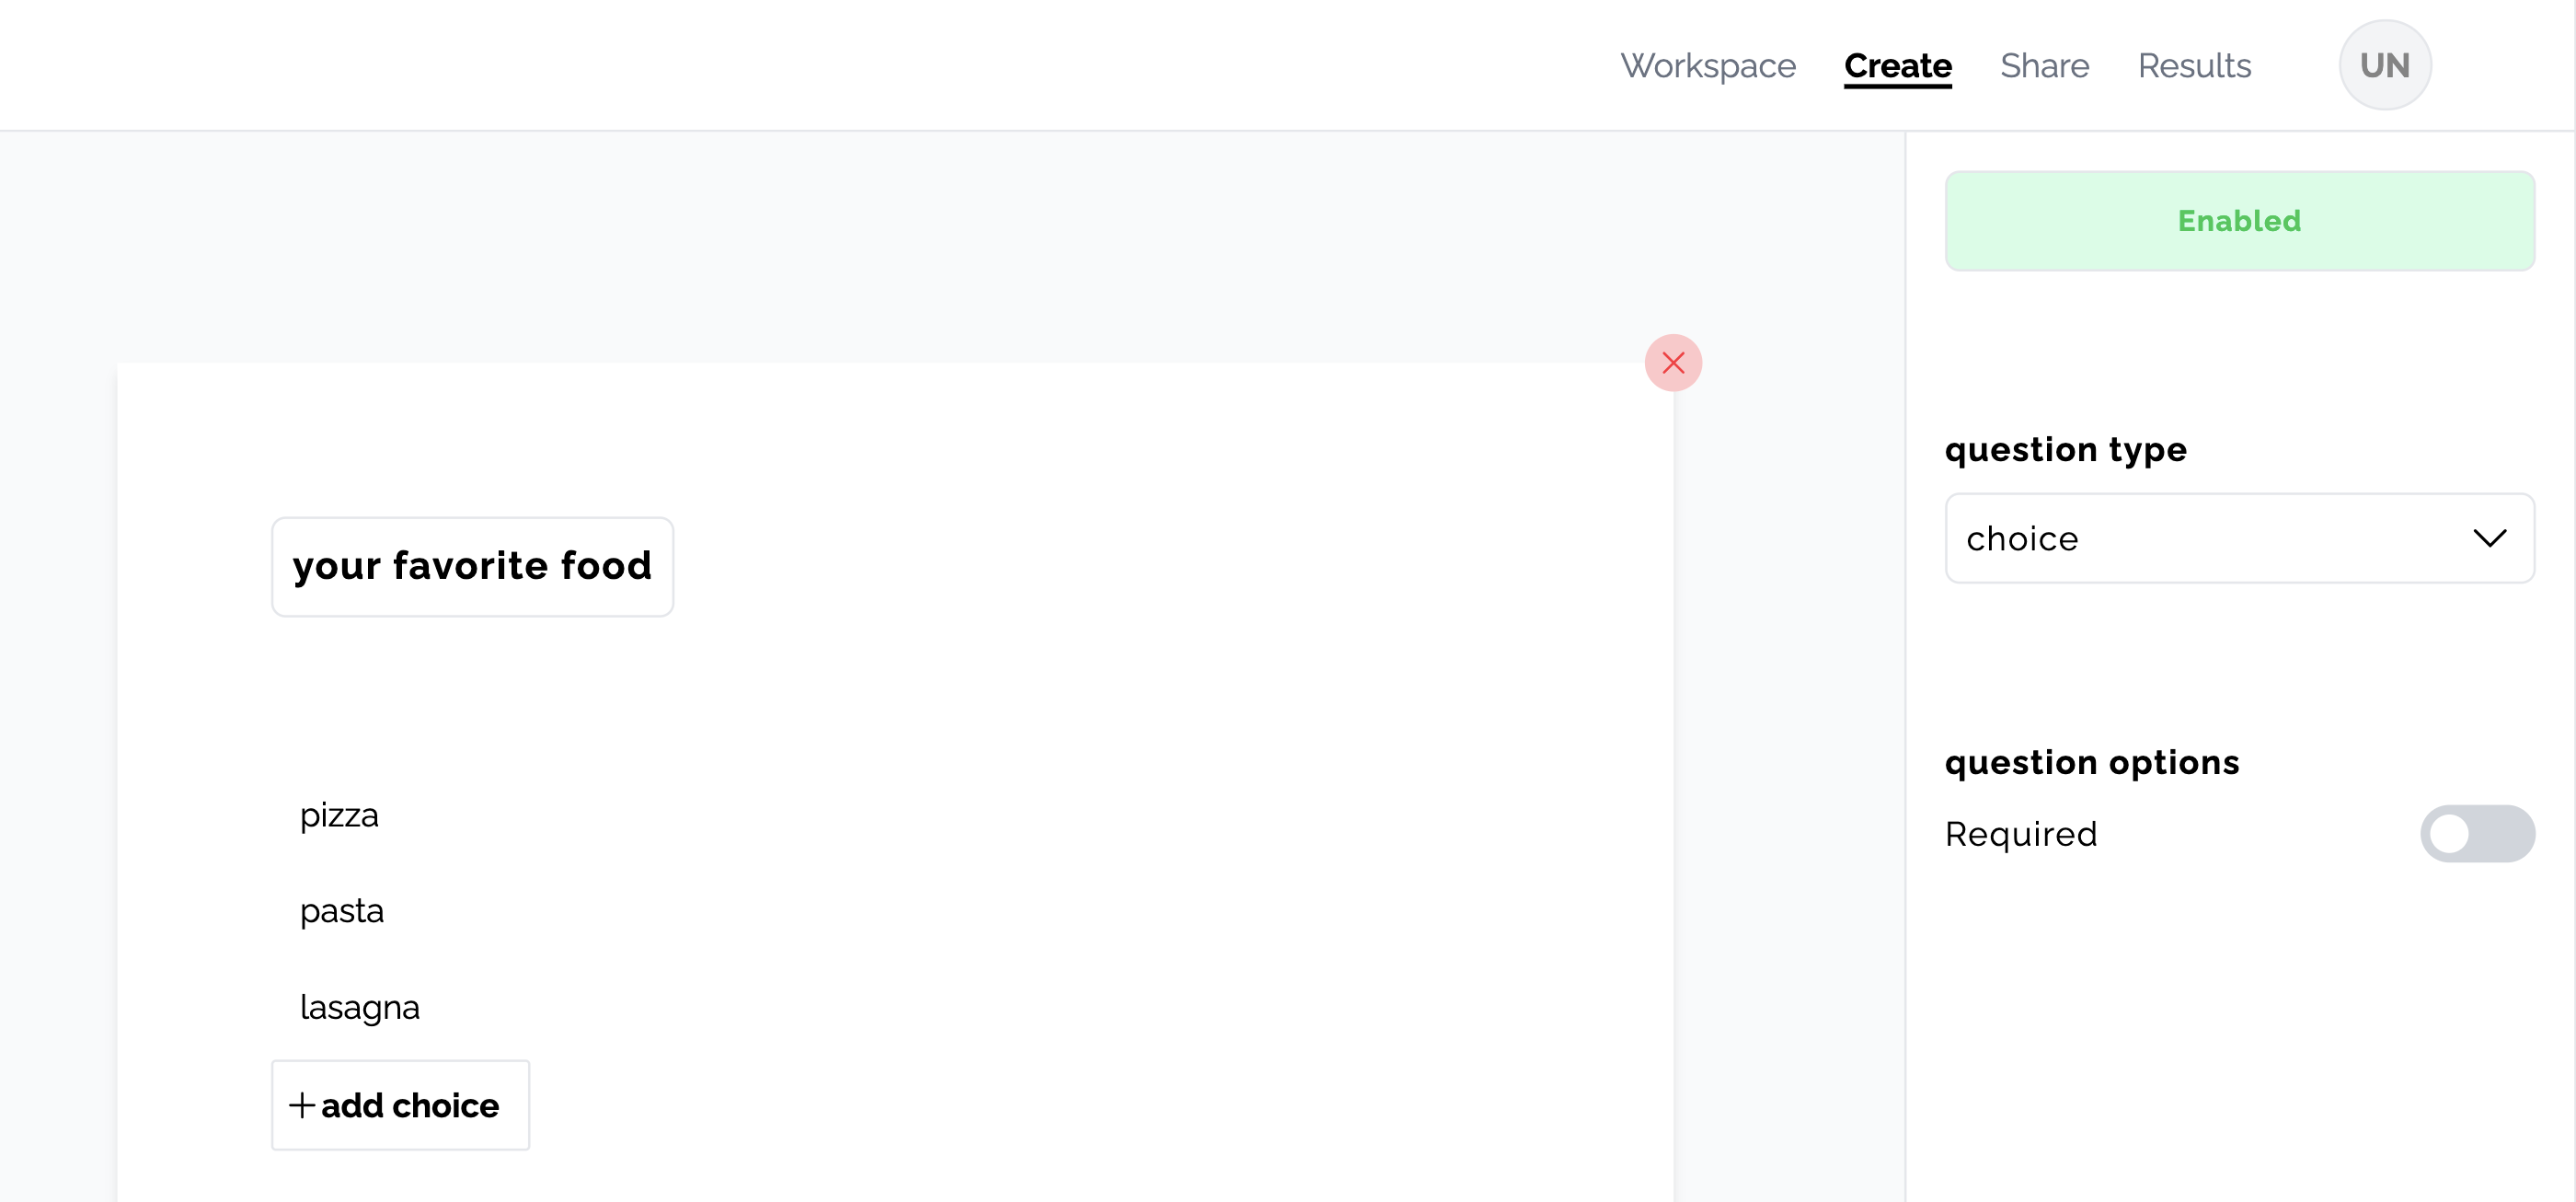 Workspace Create Share Results UN
Enabled
question type
choice
question options
Required
your favorite food
pizza
pasta
lasagna
add choice